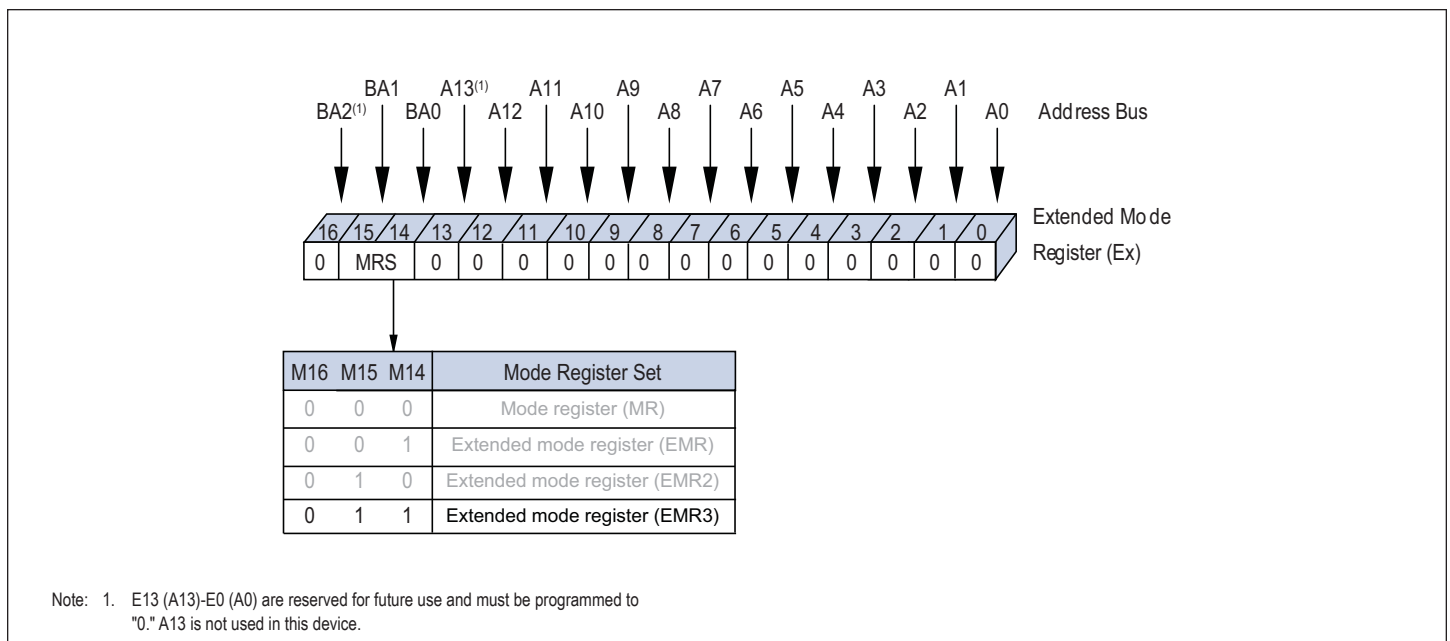 BA1 A13(1) A11 A9 A7 A5 A3 A1
BA2(1) BA0 A12 A10 A8 A6 A4 A2 A0 Address Bus
16 15 14 13 12 11 10 9 8 7 6 5 4 3 2 1 0
Extended Mode
Register (Ex)
0 MRS 0 0 0 0 0 0 0 0 0 0 0 0 0 0
M16 M15 M14 Mode Register Set
0 0 0 Mode register (MR)
0 0 1 Extended mode register (EMR)
0 1 0 Extended mode register (EMR2)
0 1 1 Extended mode register (EMR3)
Note: 1. E13 (A13)-E0 (A0) are reserved for future use and must be programmed to
"0." A13 is not used in this device.